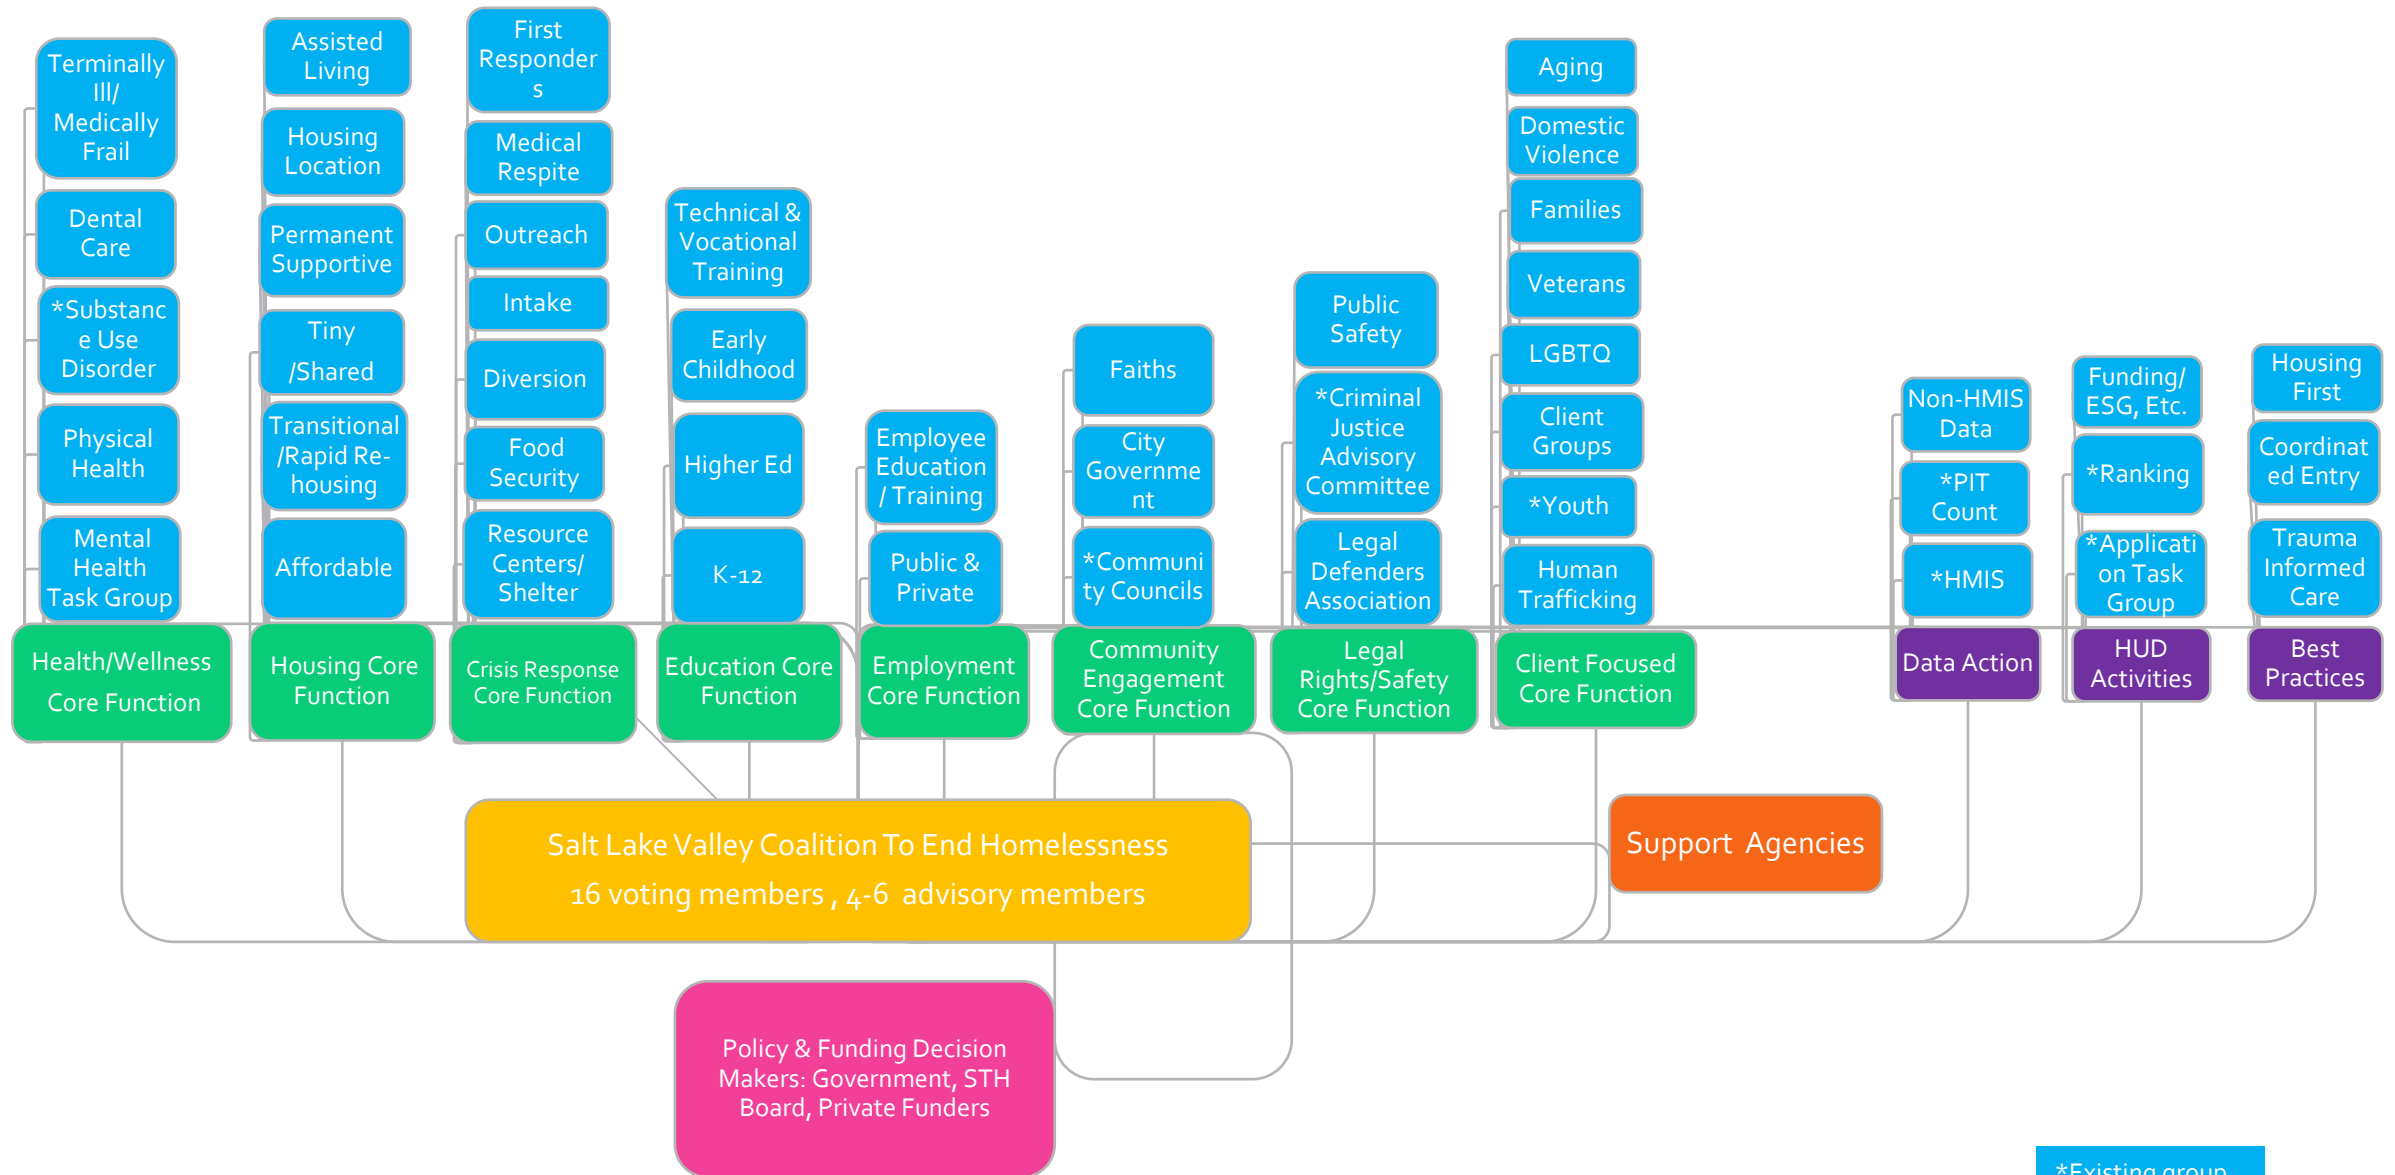 Terminally
Ill/
Medically
Frail
Dental
Care
*Substanc
e Use
Disorder
Physical
Health
Mental
Health
Task Group
Health/Wellness
Core Function
Assisted
Living
Housing
Location
Permanent
Supportive
Tiny
/Shared
Transitional
/Rapid Re-
housing
Affordable
Housing Core
Function
First
Responder
s
Medical
Respite
Outreach
Intake
Diversion
Food
Security
Resource
Centers/
Shelter
Crisis Response
Core Function
Technical &
Vocational
Training
Early
Childhood
Higher Ed
K-12
Education Core
Function
Employee
Education
/ Training
Public &
Private
Employment
Core Function
Faiths
City
Governme
nt
*Communi
ty Councils
Community
Engagement
Core Function
Public
Safety
*Criminal
Justice
Advisory
Committee
Legal
Defenders
Association
Legal
Rights/Safety
Core Function
Aging
Domestic
Violence
Families
Veterans
LGBTQ
Client
Groups
*Youth
Human
Trafficking
Client Focused
Core Function
Non-HMIS
Data
*PIT
Count
*HMIS
Data Action
Funding/
ESG, Etc.
*Ranking
*Applicati
on Task
Group
HUD
Activities
Housing
First
Coordinat
ed Entry
Trauma
Informed
Care
Best
Practices
Salt Lake Valley Coalition To End Homelessness
16 voting members , 4-6 advisory members
Support Agencies
Policy & Funding Decision
Makers: Government, STH
Board, Private Funders
*Existing group